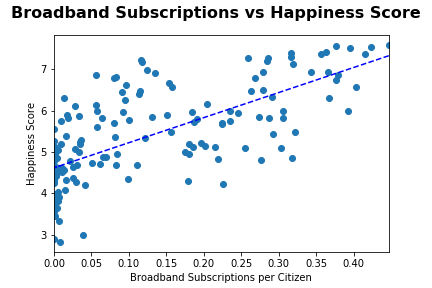 Broadband Subscriptions vs Happiness Score
7
6
5
4
3
Happiness Score
0.00 0.05 0.10 0.15 0.20 0.25 0.30 0.35 0.40
Broadband Subscriptions per Citizen